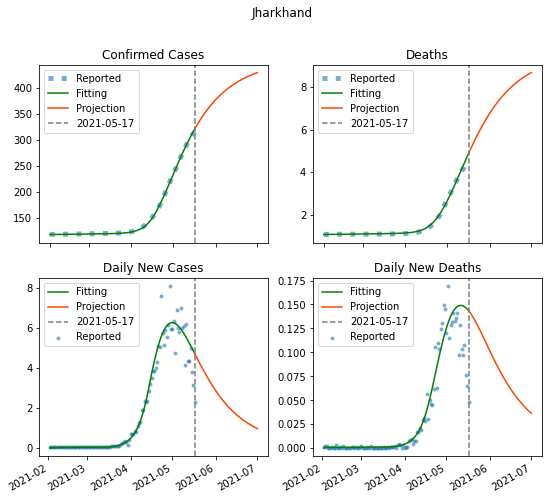 Jharkhand
Confirmed Cases
Reported
Fitting
Projection
2021-05-17
400
350
300
250
200
150
Deaths
Reported
Fitting
Projection
2021-05-17
8
6
4
2
Daily New Cases
Fitting
Projection
2021-05-17
Reported
8
6
4
2
0
2021-02
2021-03
2021-04
2021-05
2021-06
2021-07
Daily New Deaths
Fitting
Projection
2021-05-17
Reported
0.175
0.150
0.125
0.100
0.075
0.050
0.025
0.000
2021-02
2021-03
2021-04
2021-05
2021-06
2021-07